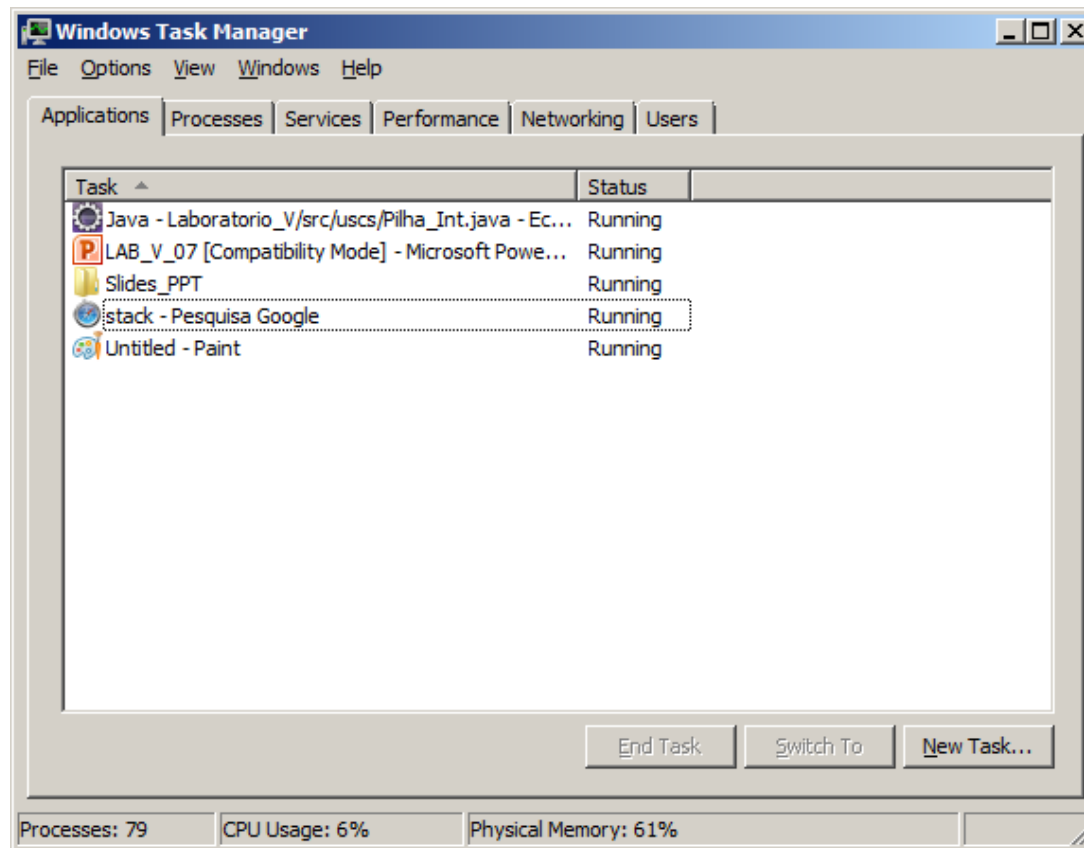 Windows Task Manager
File Options View Windows Help
Applications Processes Services Performance Networking Users
Task Status
Java - Laboratorio_V/src/uscs/Pilha_Int.java - Ec... Running
LAB_V_07 [Compatibility Mode] - Microsoft Powe... Running
Slides_PPT Running
stack - Pesquisa Google Running
Untitled - Paint Running
End Task Switch To New Task...
Processes: 79 CPU Usage: 6% Physical Memory: 61%